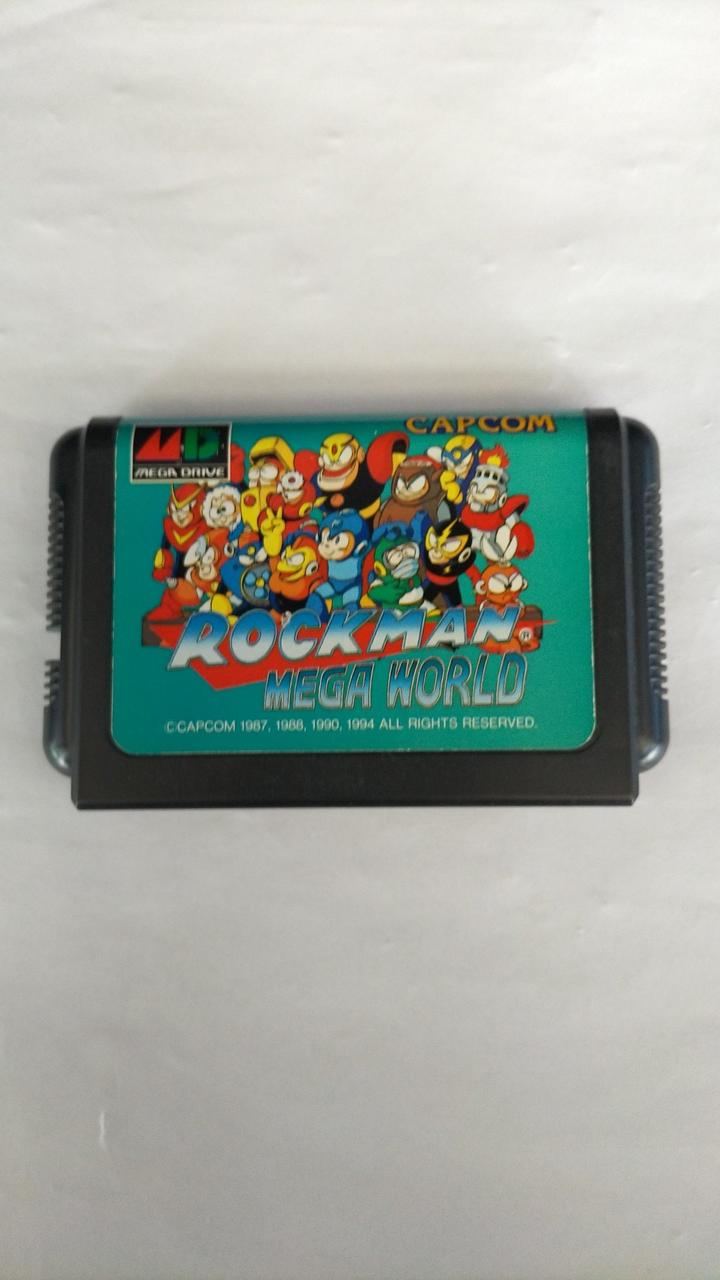 CAPCOM
MD
MEGA DRIVE
ROCKMAN®
MEGA WORLD
©CAPCOM 1987, 1988, 1990, 1994 ALL RIGHTS RESERVED.